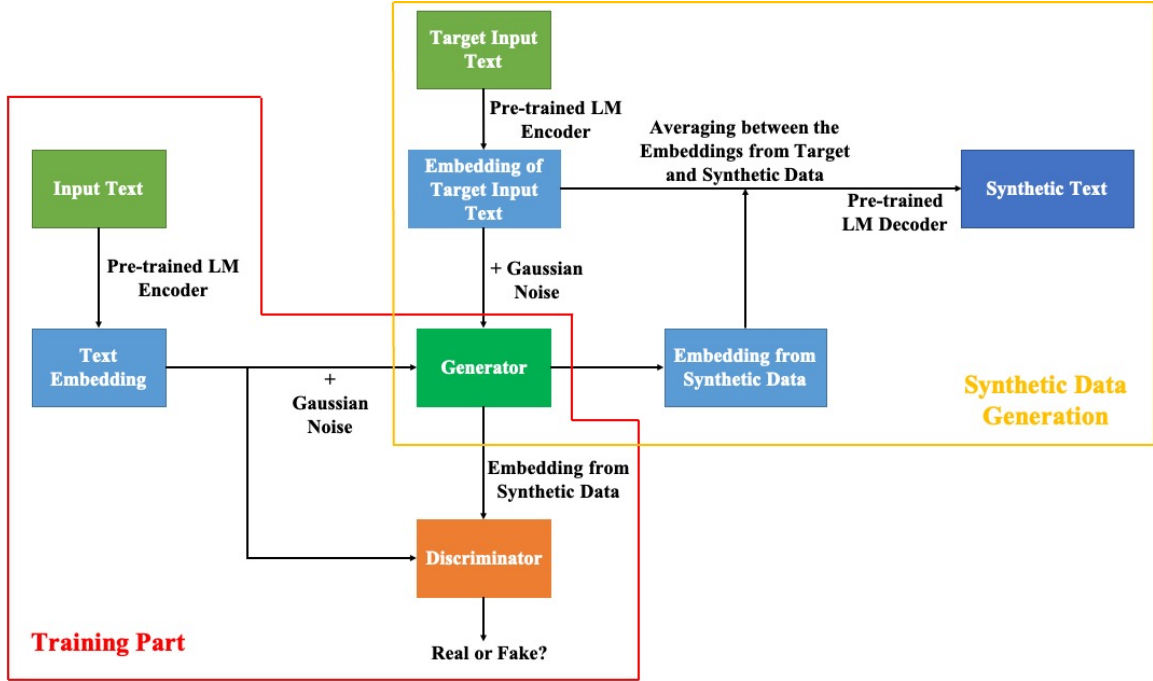 Target Input
Text
Pre-trained LM
Encoder
Averaging between the
Embeddings from Target
and Synthetic Data
Input Text
Embedding of
Target Input
Text
Synthetic Text
Pre-trained
LM Decoder
Pre-trained LM
Encoder
+ Gaussian
Noise
Text
Embedding
Generator
Embedding from
Synthetic Data
+
Gaussian
Noise
Synthetic Data
Generation
Embedding from
Synthetic Data
Discriminator
Training Part
Real or Fake?